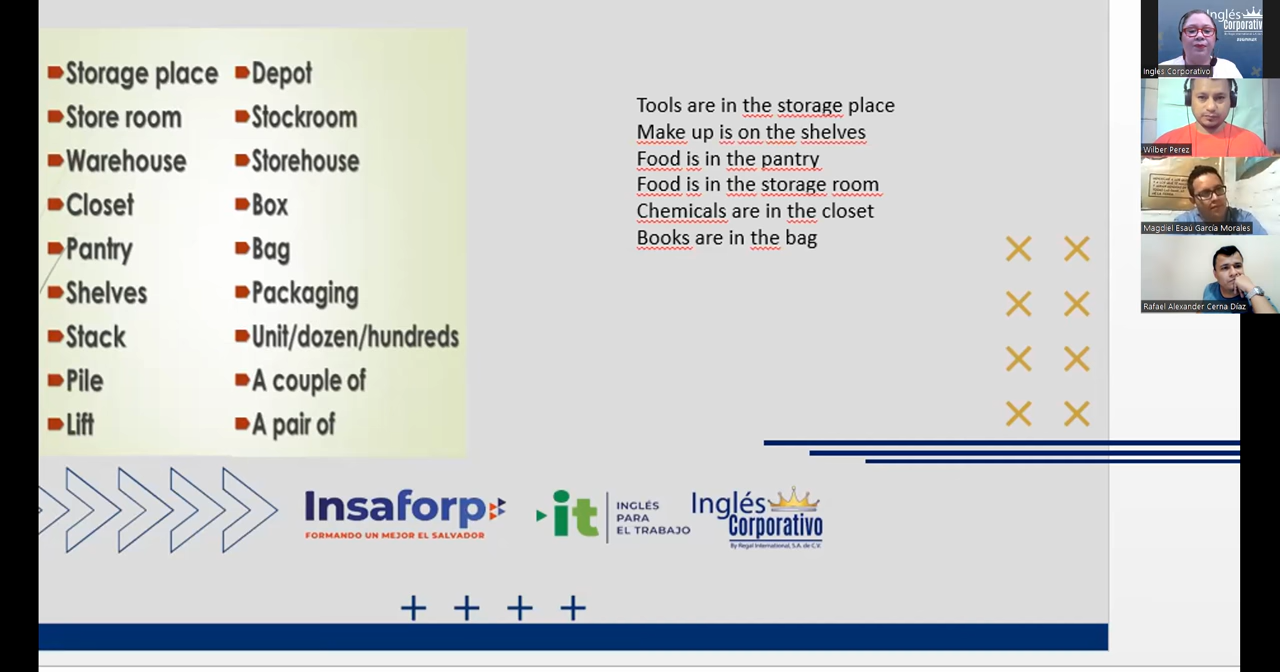 Storage place
Store room
Warehouse
Closet
Pantry
Shelves
Stack
Pile
Lift
Depot
Stockroom
Storehouse
Box
Bag
Packaging
Unit/dozen/hundreds
A couple of
A pair of
Tools are in the storage place
Make up is on the shelves
Food is in the pantry
Food is in the storage room
Chemicals are in the closet
Books are in the bag
Insaforp
FORMANDO UN MEJOR EL SALVADOR
it
INGLÉS
PARA
EL TRABAJO
Inglés
Corporativo
By Regal International, S.A. de C.V.
Inglés
Corporativo
Ingles Corporativo
Wilber Perez
Magdiel Esaú García Morales
Rafael Alexander Cerna Díaz